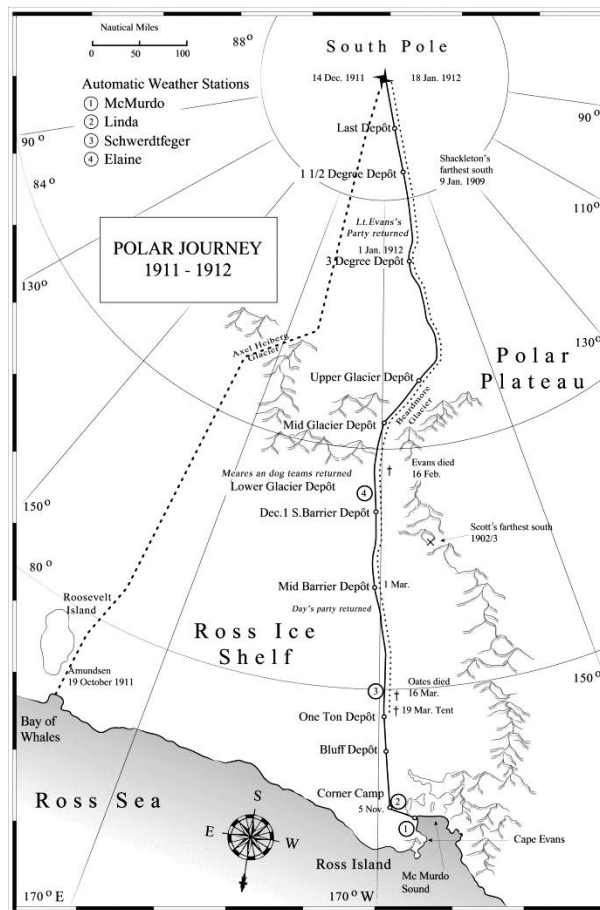 Nautical Miles
0 50 100
88°
South Pole
14 Dec. 1911
18 Jan. 1912
Automatic Weather Stations
1 McMurdo
2 Linda
3 Schwerdtfeger
4 Elaine
90°
84°
90°
Last Depôt
1 1/2 Degree Depôt
Shackleton's
farthest south
9 Jan. 1909
110°
POLAR JOURNEY
1911 - 1912
Lt.Evans's
Party returned
1 Jan. 1912
3 Degree Depôt
130°
130°
Axel Heiberg
Glacier
Polar
Plateau
Upper Glacier Depôt
Beardmore
Glacier
Mid Glacier Depôt
Meares an dog teams returned
Lower Glacier Depôt
4
† Evans died
16 Feb.
150°
Dec.1 S.Barrier Depôt
Scott's farthest south
1902/3
80°
Mid Barrier Depôt
1 Mar.
Day's party returned
Roosevelt
Island
Ross Ice
Shelf
Amundsen
19 October 1911
150°
3
Oates died
† 16 Mar.
† 19 Mar. Tent
One Ton Depôt
Bay of
Whales
Bluff Depôt
Ross Sea
Corner Camp
5 Nov.
2
1
S
E
W
Ross Island
Cape Evans
Mc Murdo
Sound
170° E
170° W